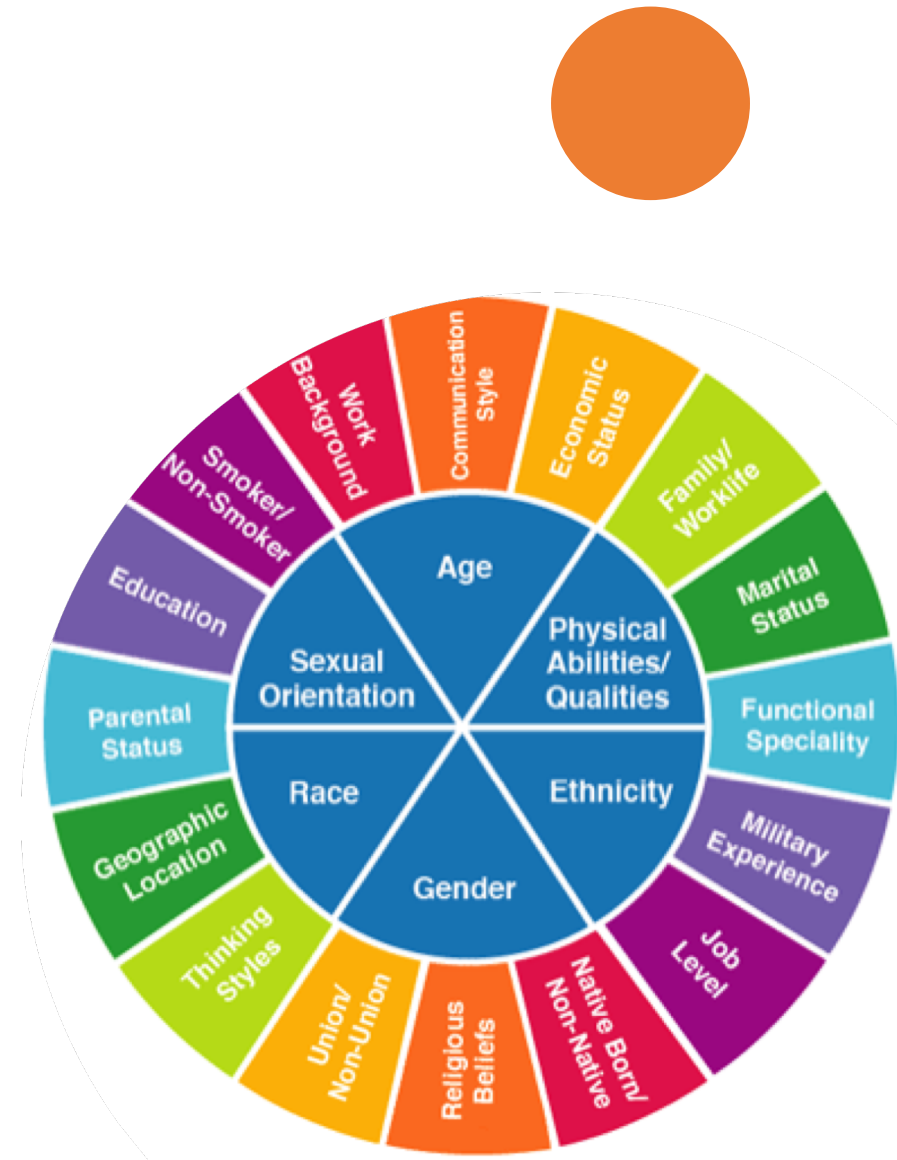 Communication
Style
Economic
Status
Family/
Worklife
Marital
Status
Functional
Speciality
Military
Experience
Job
Level
Native Born/
Non-Native
Religious
Beliefs
Union/
Non-Union
Thinking
Styles
Geographic
Location
Parental
Status
Education
Smoker/
Non-Smoker
Work
Background
Age
Physical
Abilities/
Qualities
Ethnicity
Gender
Race
Sexual
Orientation